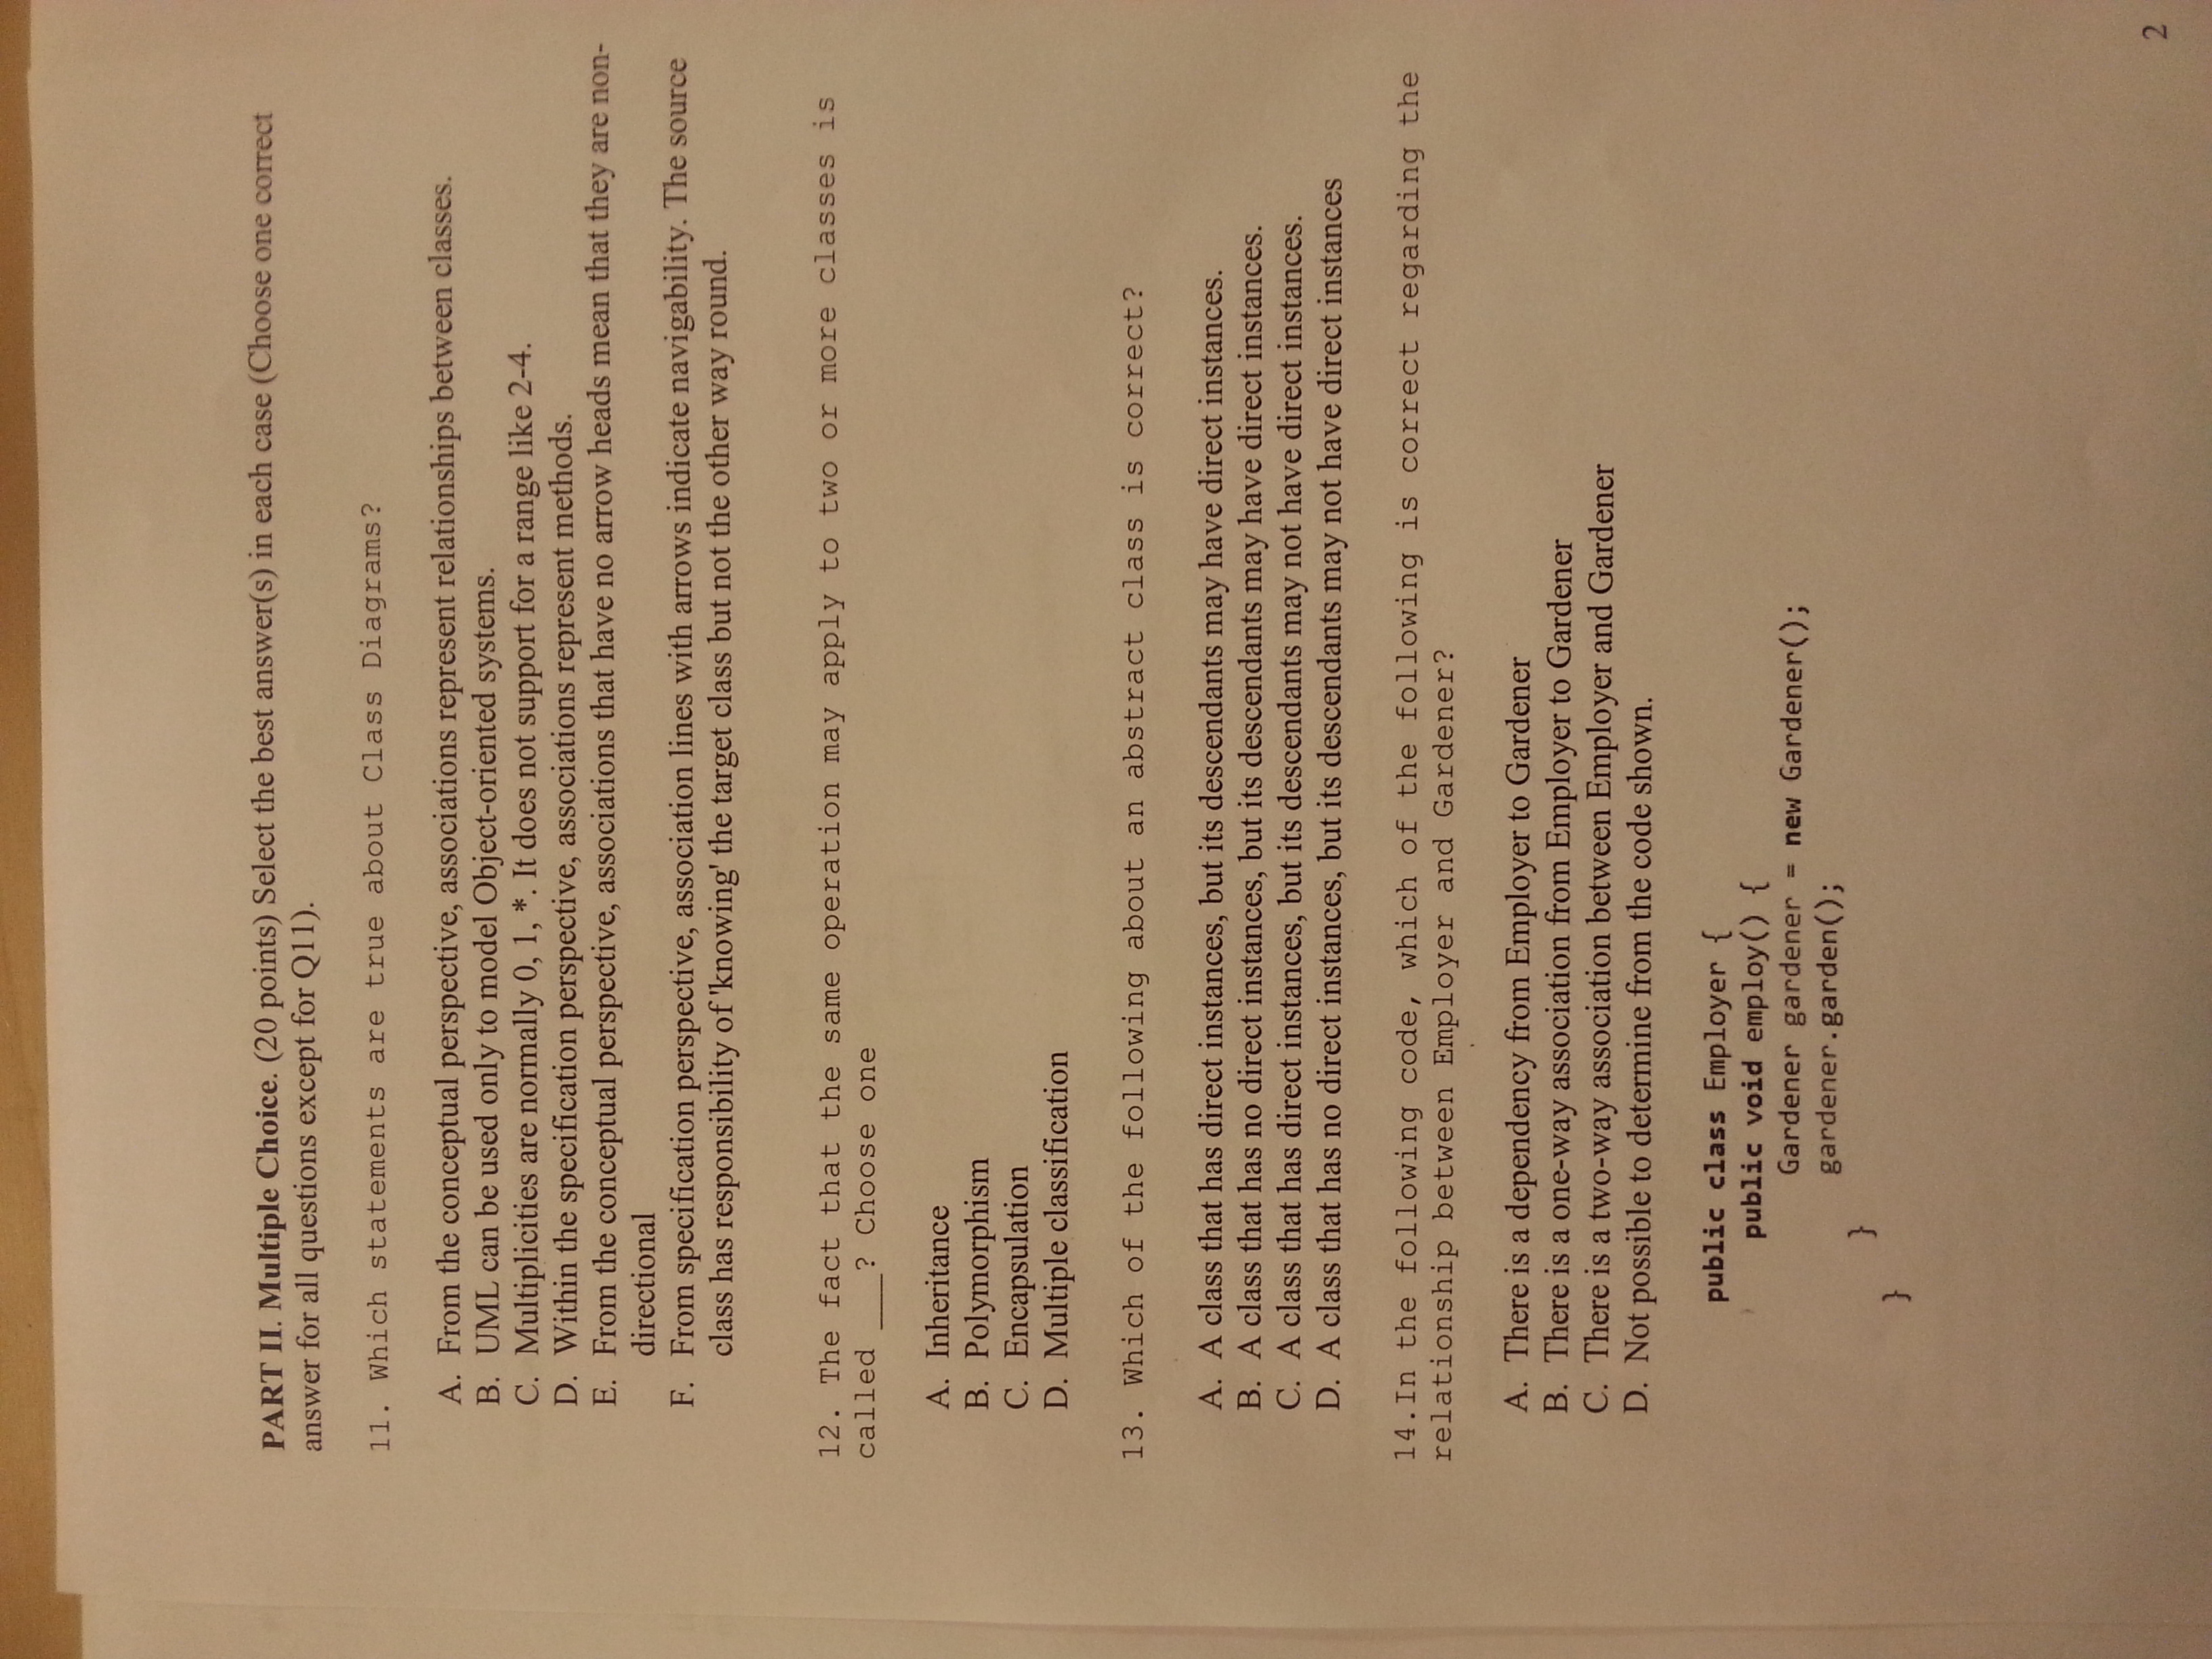 PART II. Multiple Choice. (20 points) Select the best answer(s) in each case (Choose one correct
answer for all questions except for Q11).
11. Which statements are true about Class Diagrams?
A. From the conceptual perspective, associations represent relationships between classes.
B. UML can be used only to model Object-oriented systems.
C. Multiplicities are normally 0, 1, *. It does not support for a range like 2-4.
D. Within the specification perspective, associations represent methods.
E. From the conceptual perspective, associations that have no arrow heads mean that they are non-
directional
F. From specification perspective, association lines with arrows indicate navigability. The source
class has responsibility of 'knowing' the target class but not the other way round.
12. The fact that the same operation may apply to two or more classes is
called ____? Choose one
A. Inheritance
B. Polymorphism
C. Encapsulation
D. Multiple classification
13. Which of the following about an abstract class is correct?
A. A class that has direct instances, but its descendants may have direct instances.
B. A class that has no direct instances, but its descendants may have direct instances.
C. A class that has direct instances, but its descendants may not have direct instances.
D. A class that has no direct instances, but its descendants may not have direct instances
14.In the following code, which of the following is correct regarding the
relationship between Employer and Gardener?
A. There is a dependency from Employer to Gardener
B. There is a one-way association from Employer to Gardener
C. There is a two-way association between Employer and Gardener
D. Not possible to determine from the code shown.
public class Employer {
public void employ() {
Gardener gardener = new Gardener();
gardener.garden();
}
}
2